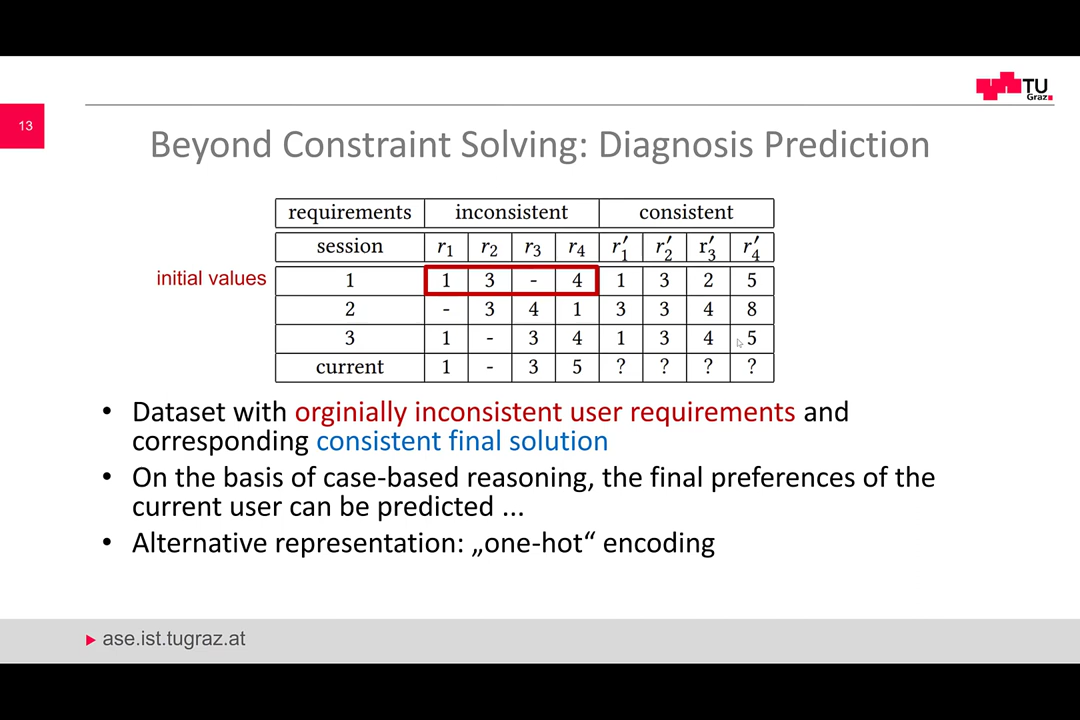 TU
Graz
13
Beyond Constraint Solving: Diagnosis Prediction
requirements inconsistent consistent
session r1 r2 r3 r4 r′1 r′2 r′3 r′4
initial values 1 1 3 - 4 1 3 2 5
2 - 3 4 1 3 3 4 8
3 1 - 3 4 1 3 4 5
current 1 - 3 5 ? ? ? ?
• Dataset with orginially inconsistent user requirements and
corresponding consistent final solution
• On the basis of case-based reasoning, the final preferences of the
current user can be predicted ...
• Alternative representation: „one-hot“ encoding
ase.ist.tugraz.at